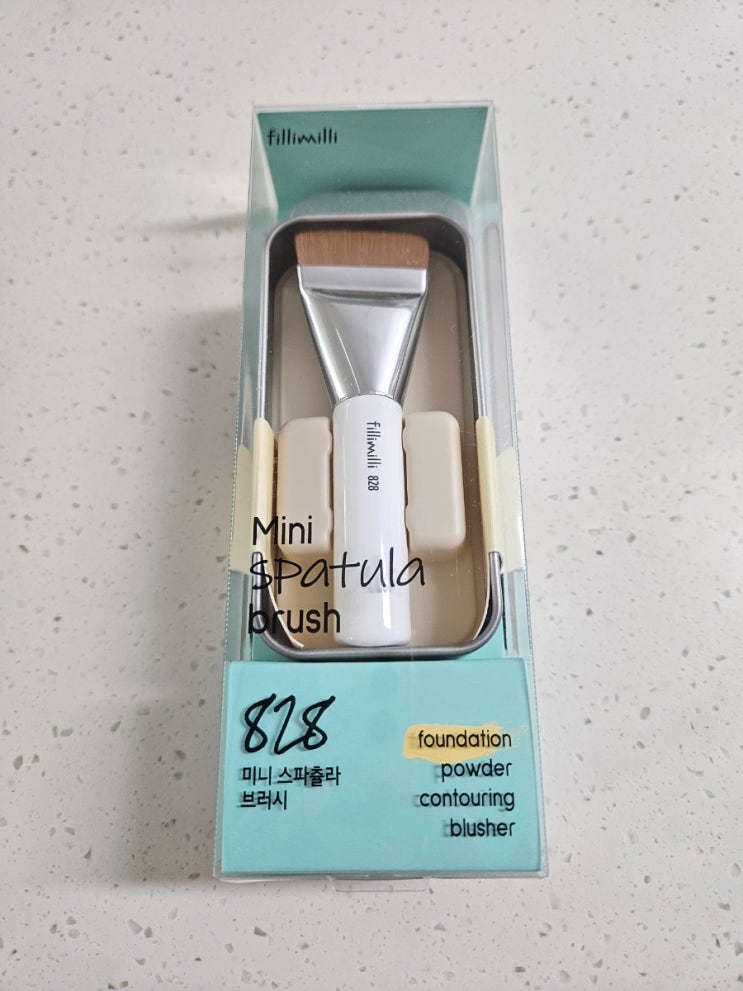 fillimilli
fillimilli 828
Mini
spatula
brush
828
미니 스파츌라
브러시
foundation
powder
contouring
blusher